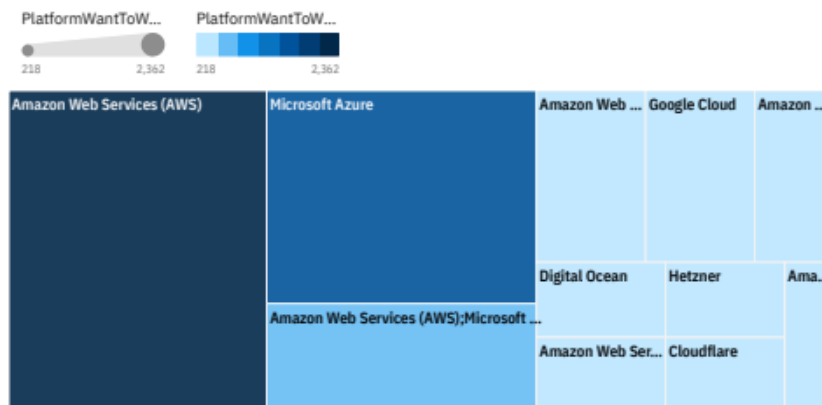 PlatformWantToW... PlatformWantToW...
218 2,362 218 2,362
Amazon Web Services (AWS) Microsoft Azure Amazon Web ... Google Cloud Amazon ...
Digital Ocean Hetzner Ama...
Amazon Web Services (AWS);Microsoft ...
Amazon Web Ser... Cloudflare